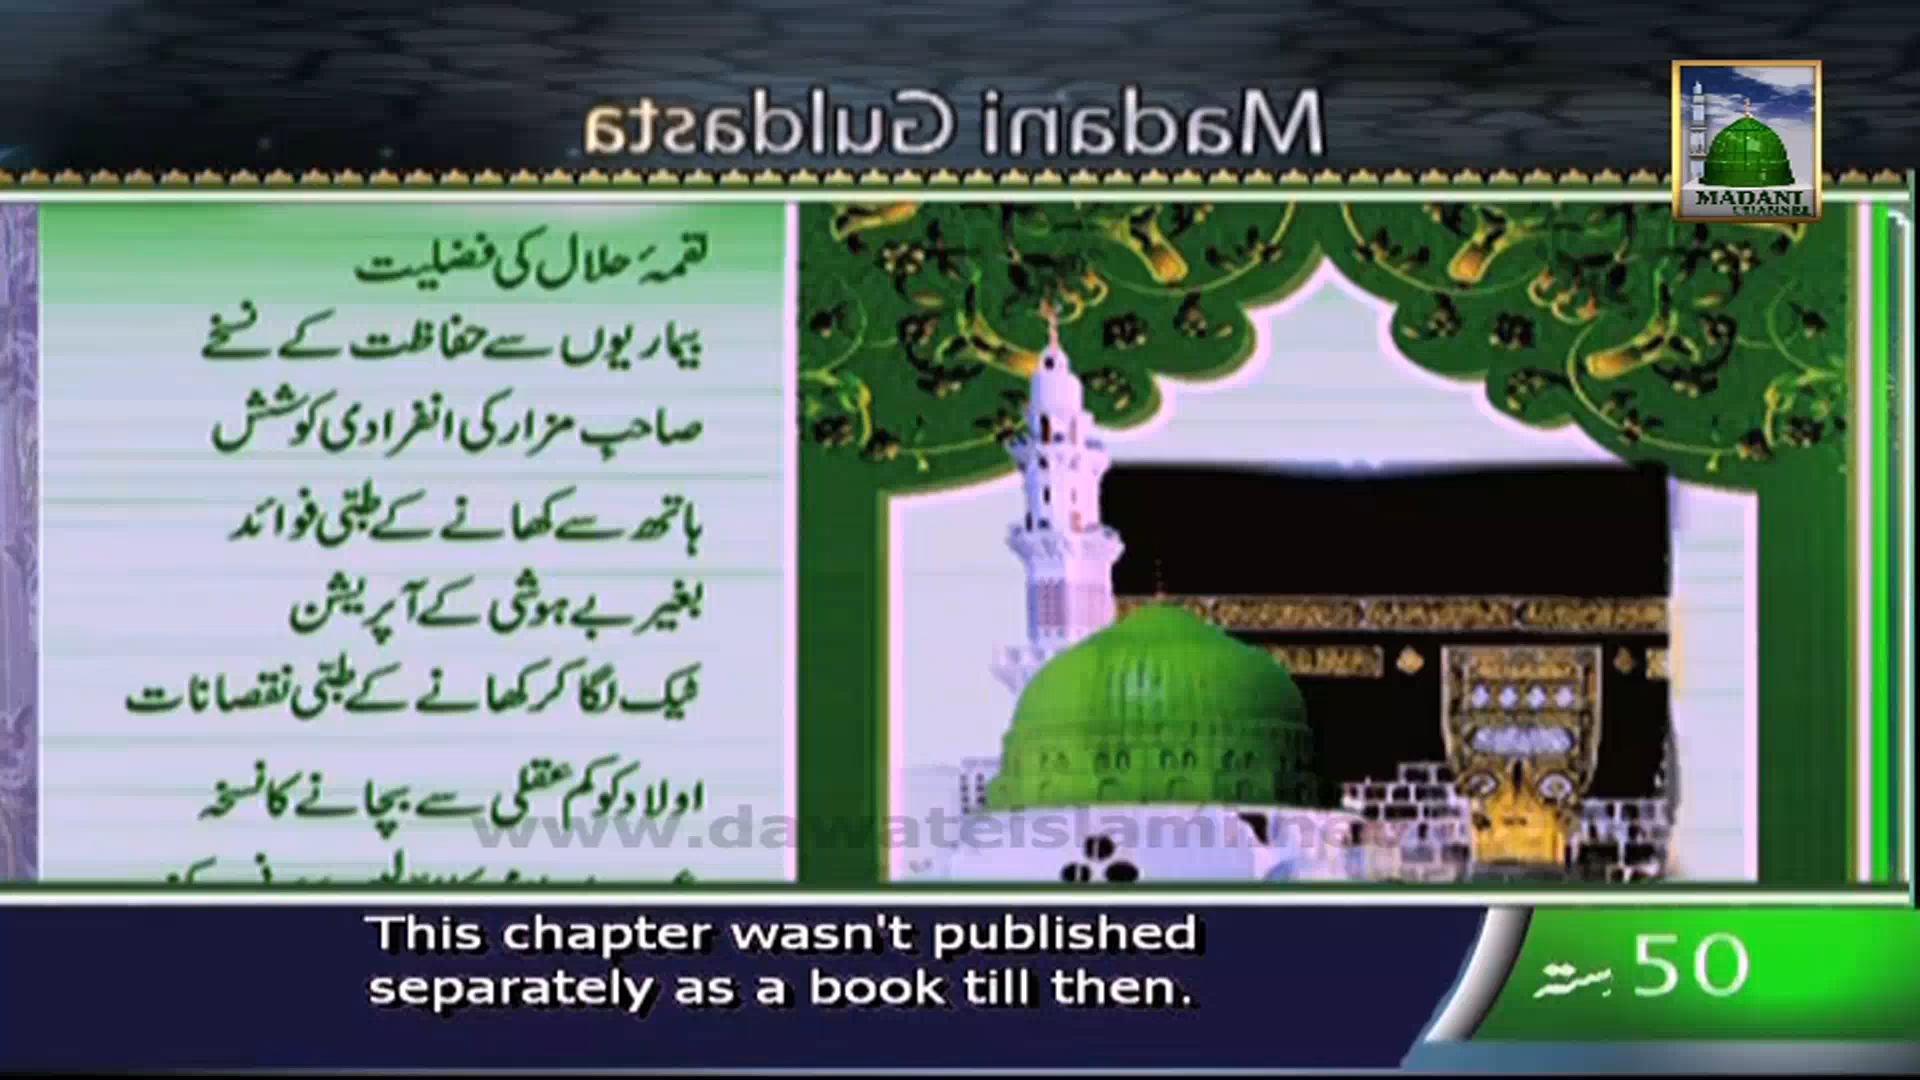 Madani Guldasta
MADANI
CHANNEL
لقمۂ حلال کی فضلیت
بیماریوں سے حفاظت کے نسخے
صاحبِ مزار کی انفرادی کوشش
ہاتھ سے کھانے کے طبّی فوائد
بغیر بے ہوشی کے آپریشن
ٹیک لگا کر کھانے کے طبّی نقصانات
اولاد کو کم عقلی سے بچانے کا نسخہ
www.dawateislami.net
This chapter wasn't published
separately as a book till then.
50